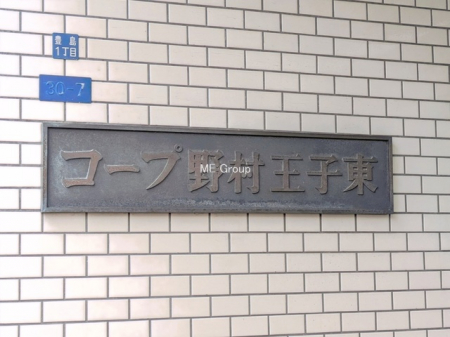 豊島
1丁目
30-7
コープ野村王子東
ME Group